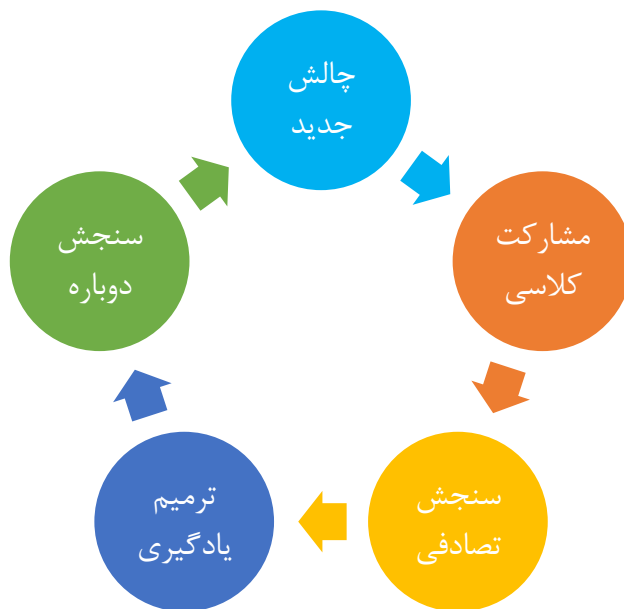 چالش
جدید
مشارکت
کلاسی
سنجش
تصادفی
ترمیم
یادگیری
سنجش
دوباره